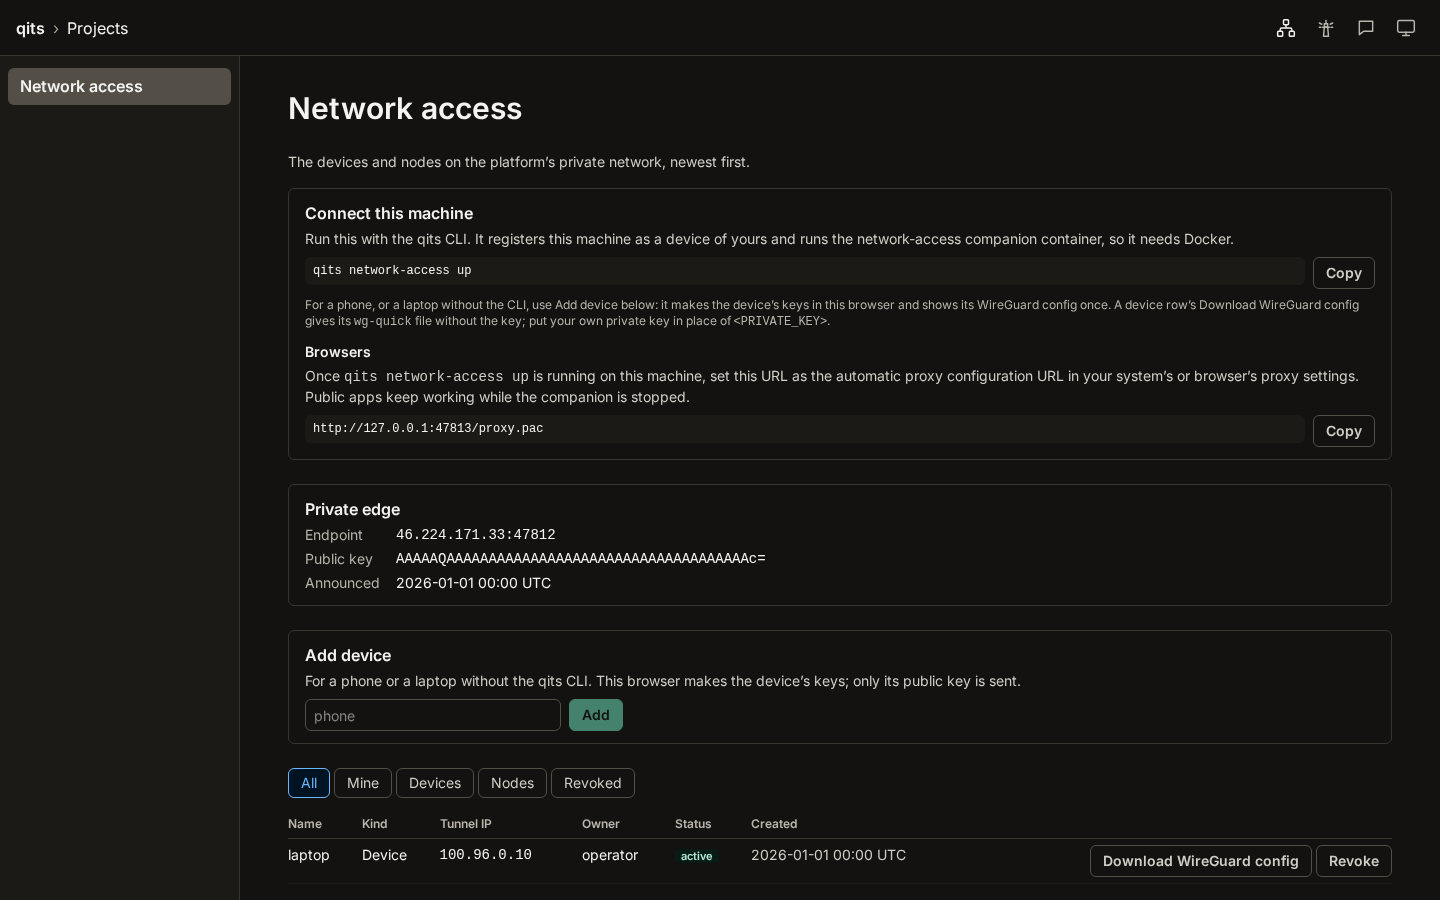 qits › Projects
Network access
Network access
The devices and nodes on the platform’s private network, newest first.
Connect this machine
Run this with the qits CLI. It registers this machine as a device of yours and runs the network-access companion container, so it needs Docker.
qits network-access up
Copy
For a phone, or a laptop without the CLI, use Add device below: it makes the device’s keys in this browser and shows its WireGuard config once. A device row’s Download WireGuard config
gives its wg-quick file without the key; put your own private key in place of <PRIVATE_KEY>.
Browsers
Once qits network-access up is running on this machine, set this URL as the automatic proxy configuration URL in your system’s or browser’s proxy settings.
Public apps keep working while the companion is stopped.
http://127.0.0.1:47813/proxy.pac
Copy
Private edge
Endpoint 46.224.171.33:47812
Public key AAAAAQAAAAAAAAAAAAAAAAAAAAAAAAAAAAAAAAAAAAc=
Announced 2026-01-01 00:00 UTC
Add device
For a phone or a laptop without the qits CLI. This browser makes the device’s keys; only its public key is sent.
phone
Add
All Mine Devices Nodes Revoked
Name Kind Tunnel IP Owner Status Created
laptop Device 100.96.0.10 operator active 2026-01-01 00:00 UTC Download WireGuard config Revoke